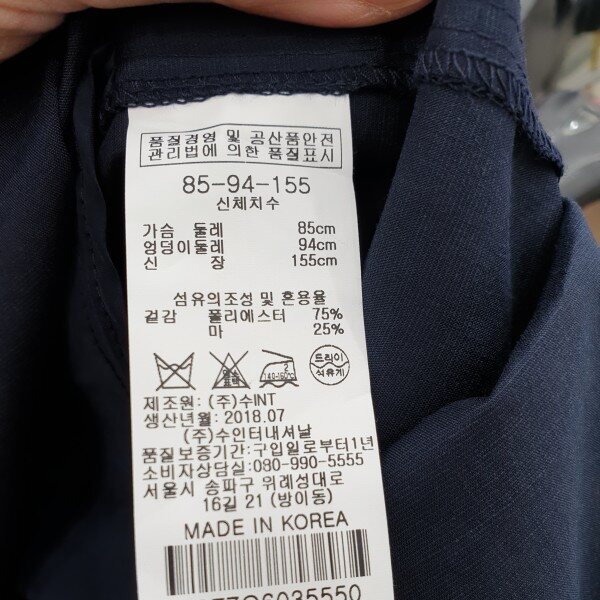 품질경영 및 공산품안전
관리법에 의한 품질표시
85-94-155
신체치수
가슴 둘레 85cm
엉덩이둘레 94cm
신 장 155cm
섬유의조성 및 혼용율
겉감 폴리에스터 75%
마 25%
2
140-160℃
드라이
석유계
제조원: (주)수INT
생산년월: 2018.07
(주)수인터내셔날
품질보증기간: 구입일로부터1년
소비자상담실: 080-990-5555
서울시 송파구 위례성대로
16길 21 (방이동)
MADE IN KOREA